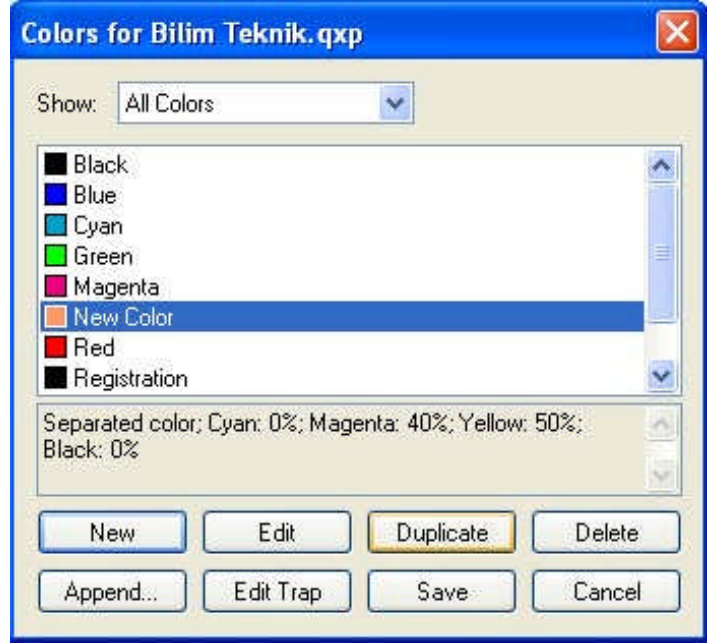 Colors for Bilim Teknik.qxp
Show: All Colors
Black
Blue
Cyan
Green
Magenta
New Color
Red
Registration
Separated color; Cyan: 0%; Magenta: 40%; Yellow: 50%;
Black: 0%
New Edit Duplicate Delete
Append... Edit Trap Save Cancel